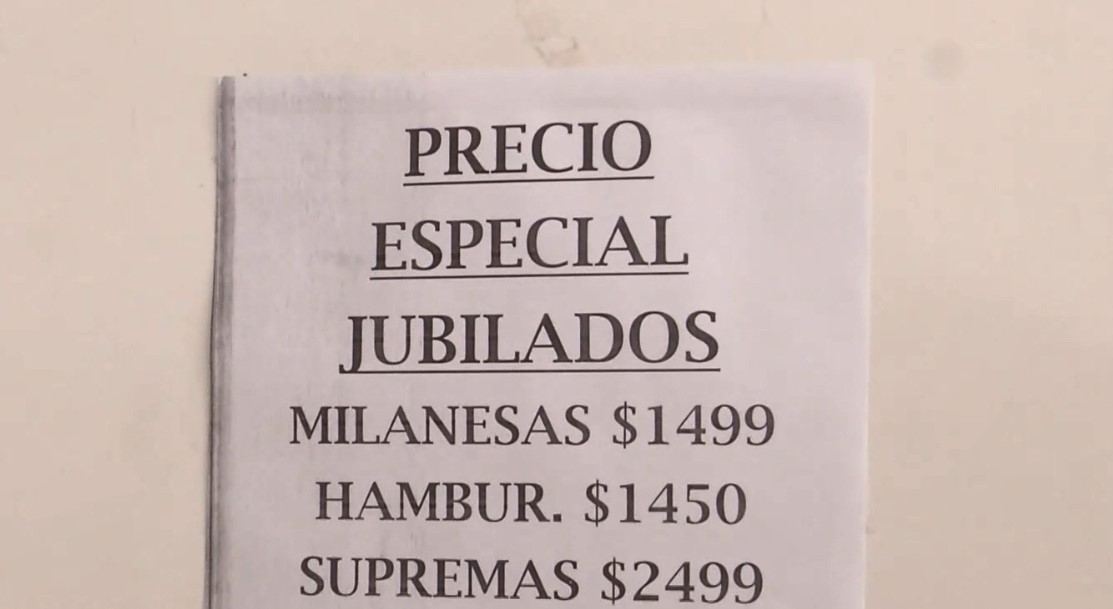 PRECIO
ESPECIAL
JUBILADOS
MILANESAS $1499
HAMBUR. $1450
SUPREMAS $2499